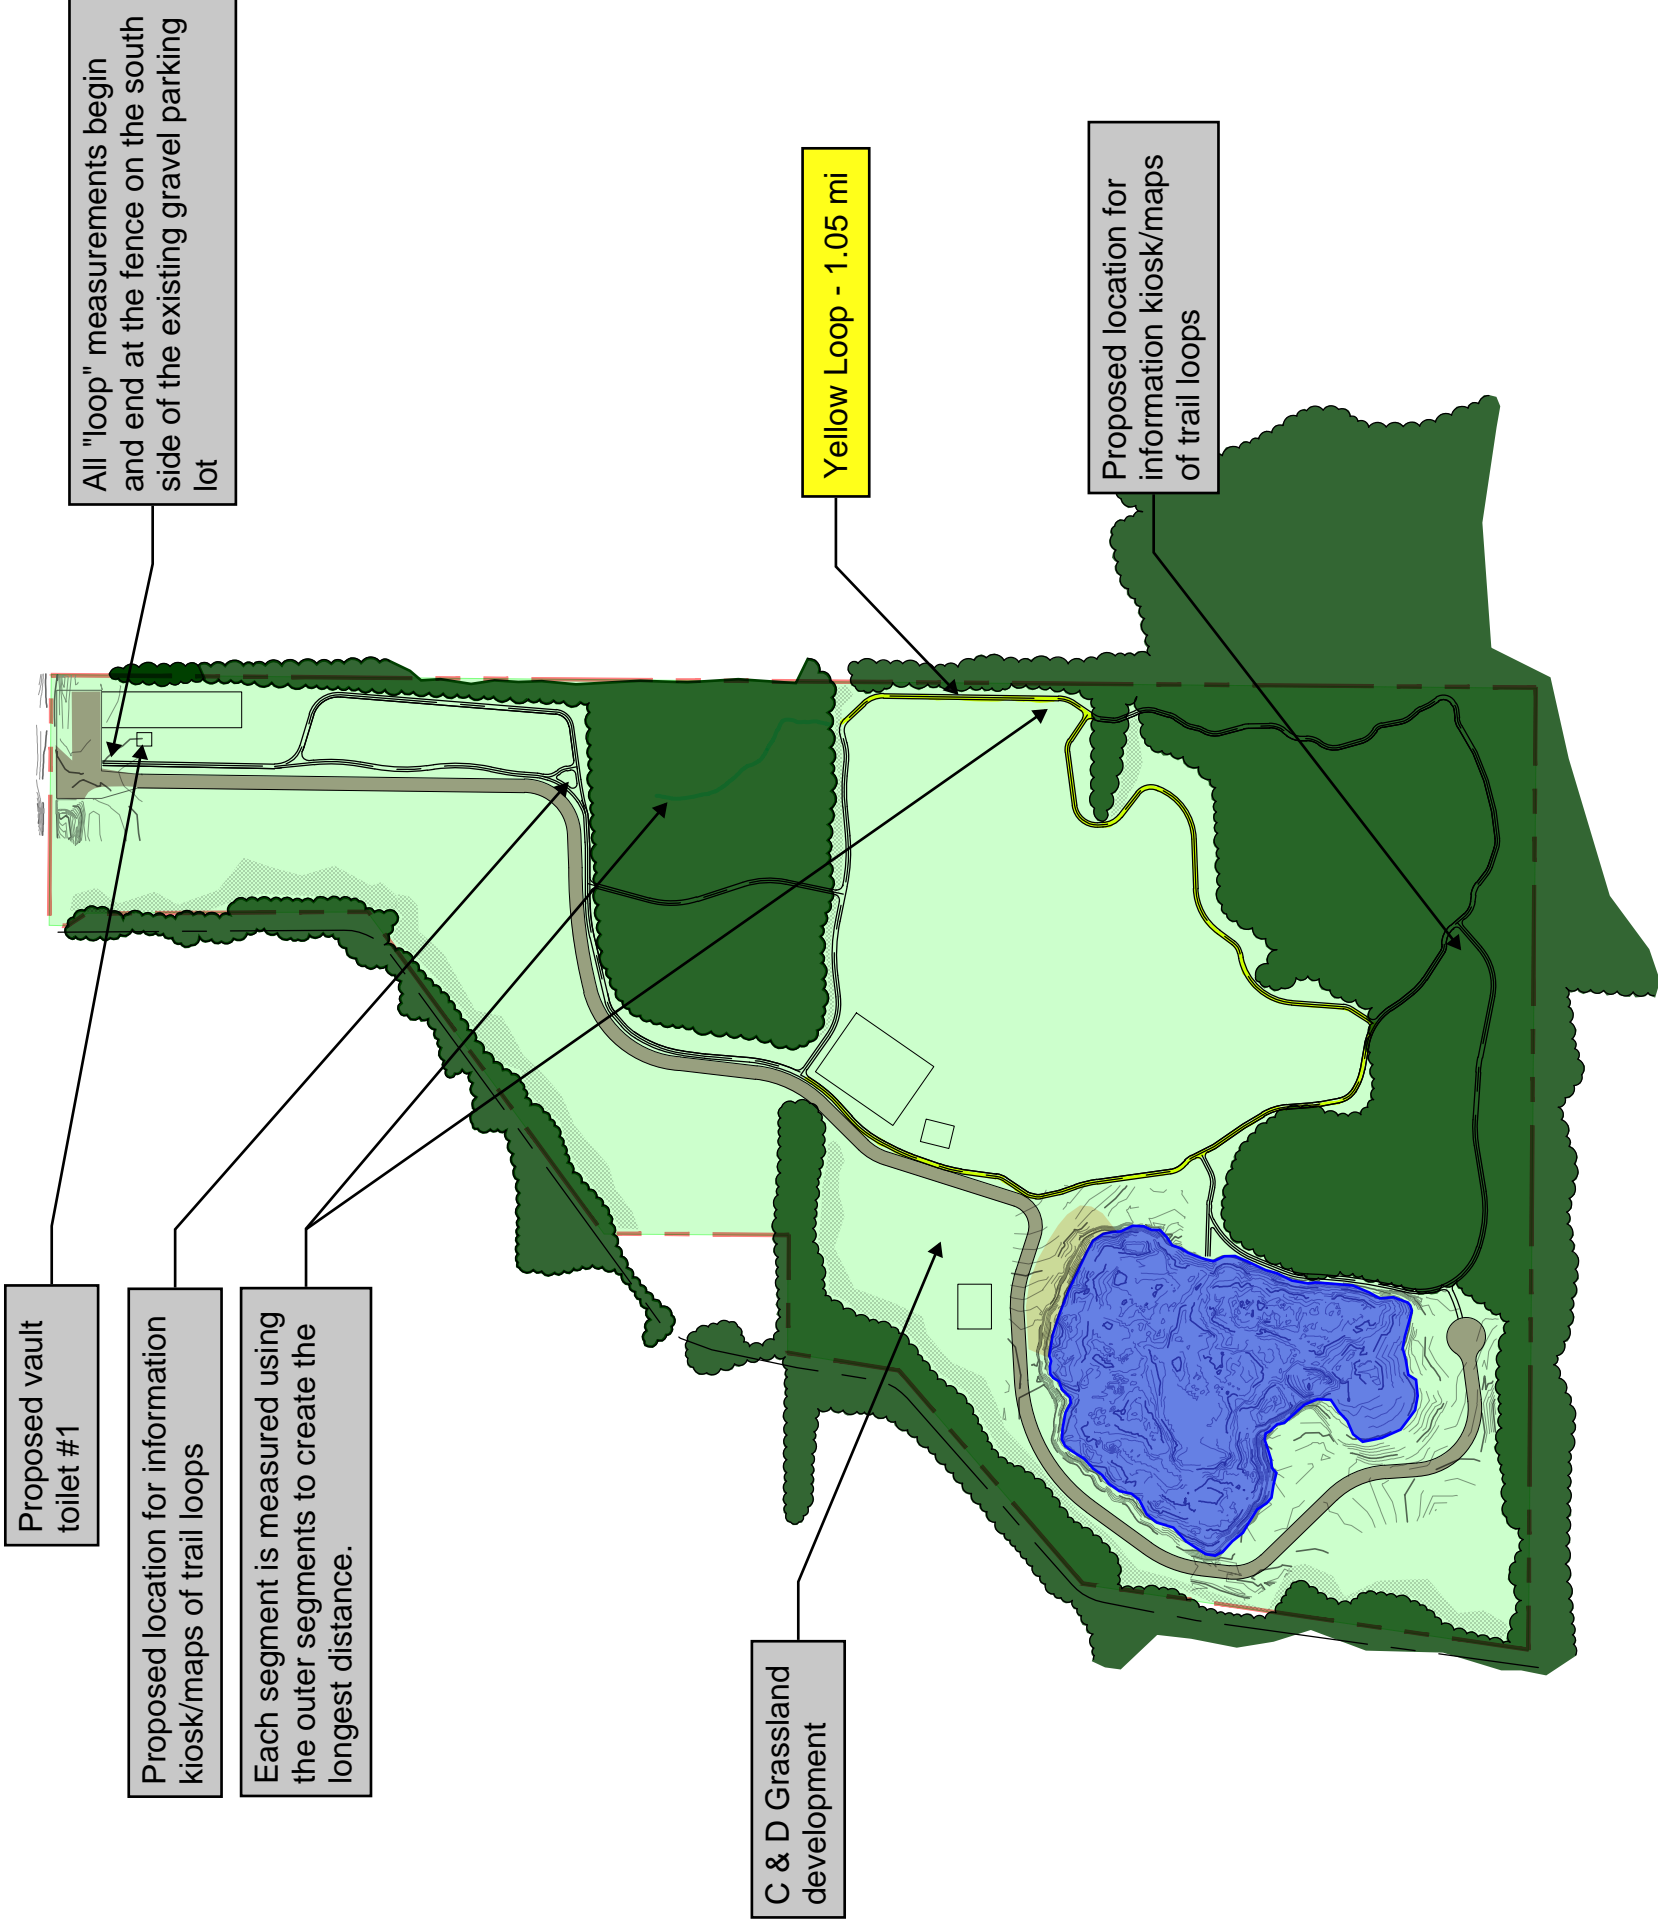 Proposed vault
toilet #1
Proposed location for information
kiosk/maps of trail loops
Each segment is measured using
the outer segments to create the
longest distance.
C & D Grassland
development
All "loop" measurements begin
and end at the fence on the south
side of the existing gravel parking
lot
Yellow Loop - 1.05 mi
Proposed location for
information kiosk/maps
of trail loops